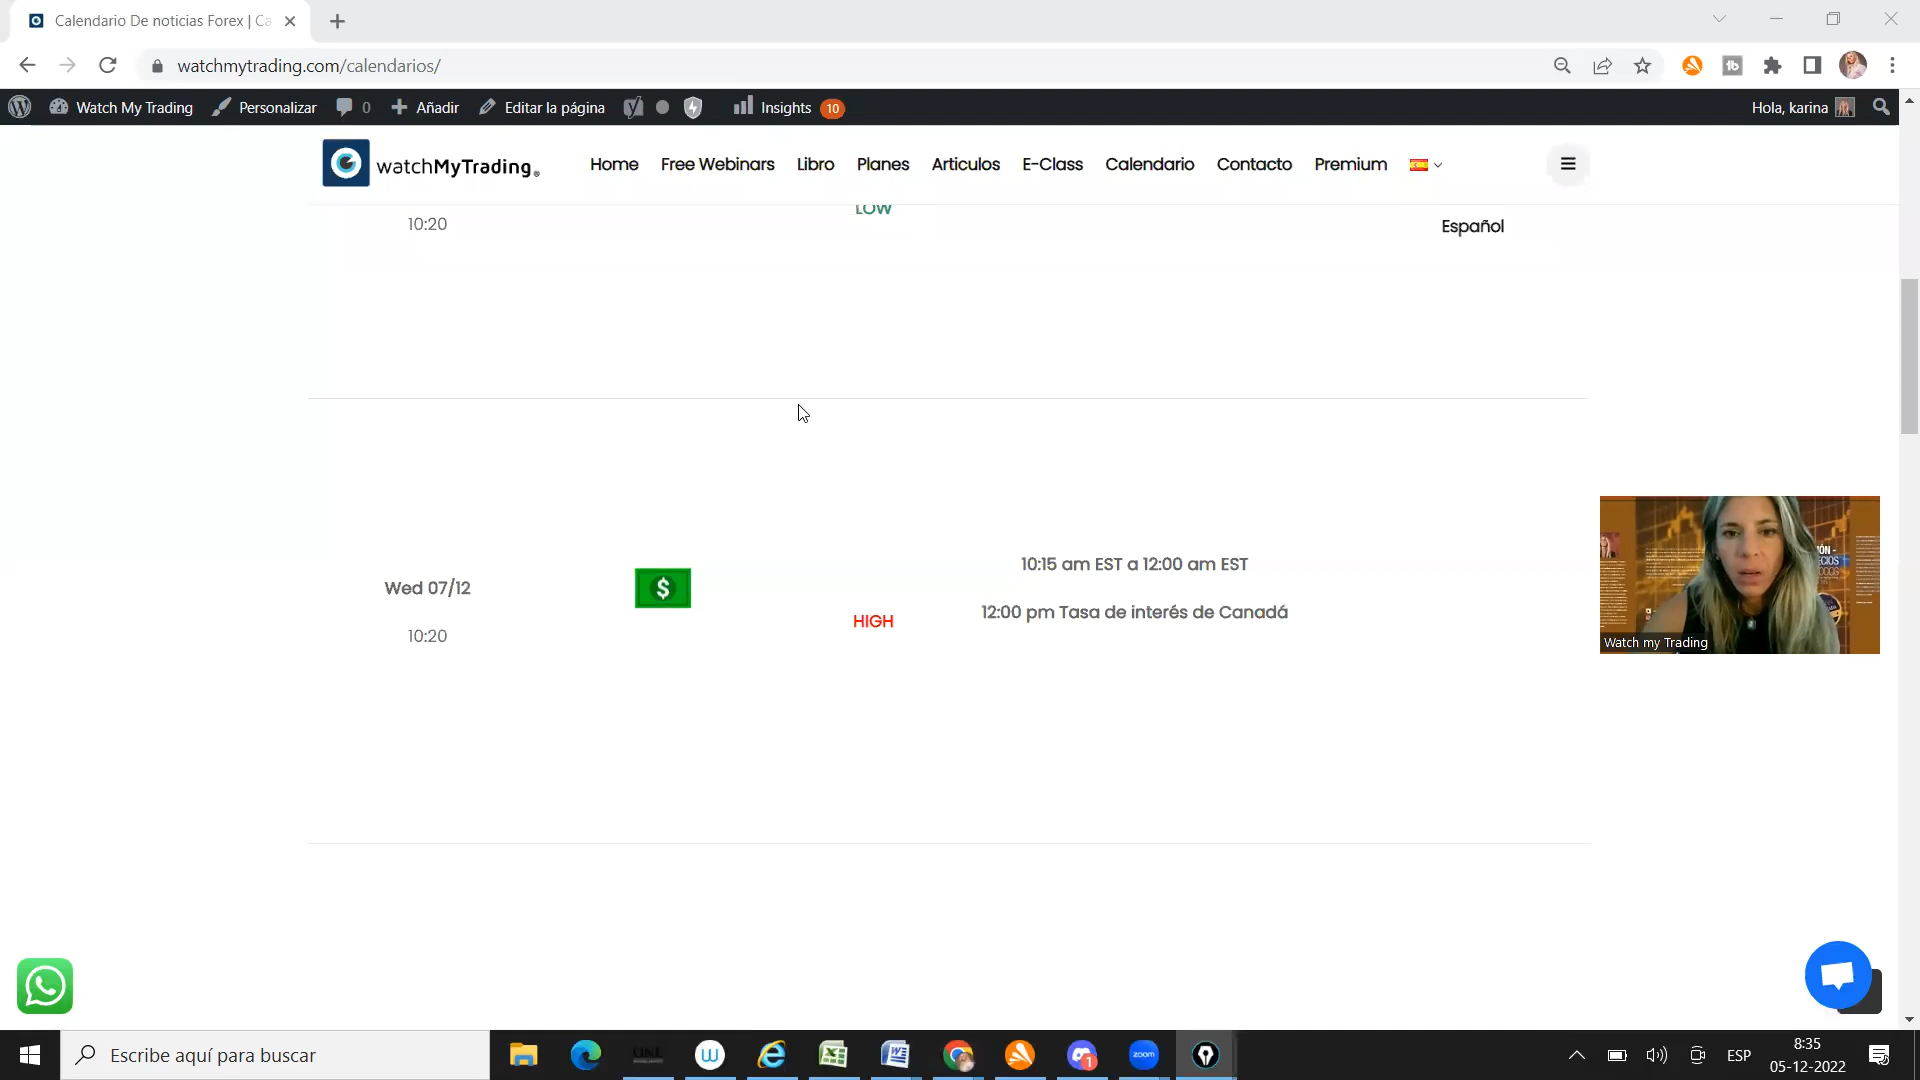 Calendario De noticias Forex | Ca
watchmytrading.com/calendarios/
Watch My Trading
Personalizar
0
Añadir
Editar la página
Insights
10
Hola, karina
watchMyTrading
Home
Free Webinars
Libro
Planes
Articulos
E-Class
Calendario
Contacto
Premium
LOW
10:20
Español
10:15 am EST a 12:00 am EST
Wed 07/12
$
12:00 pm Tasa de interés de Canadá
HIGH
10:20
Watch my Trading
Escribe aquí para buscar
zoom
1
ESP
8:35
05-12-2022